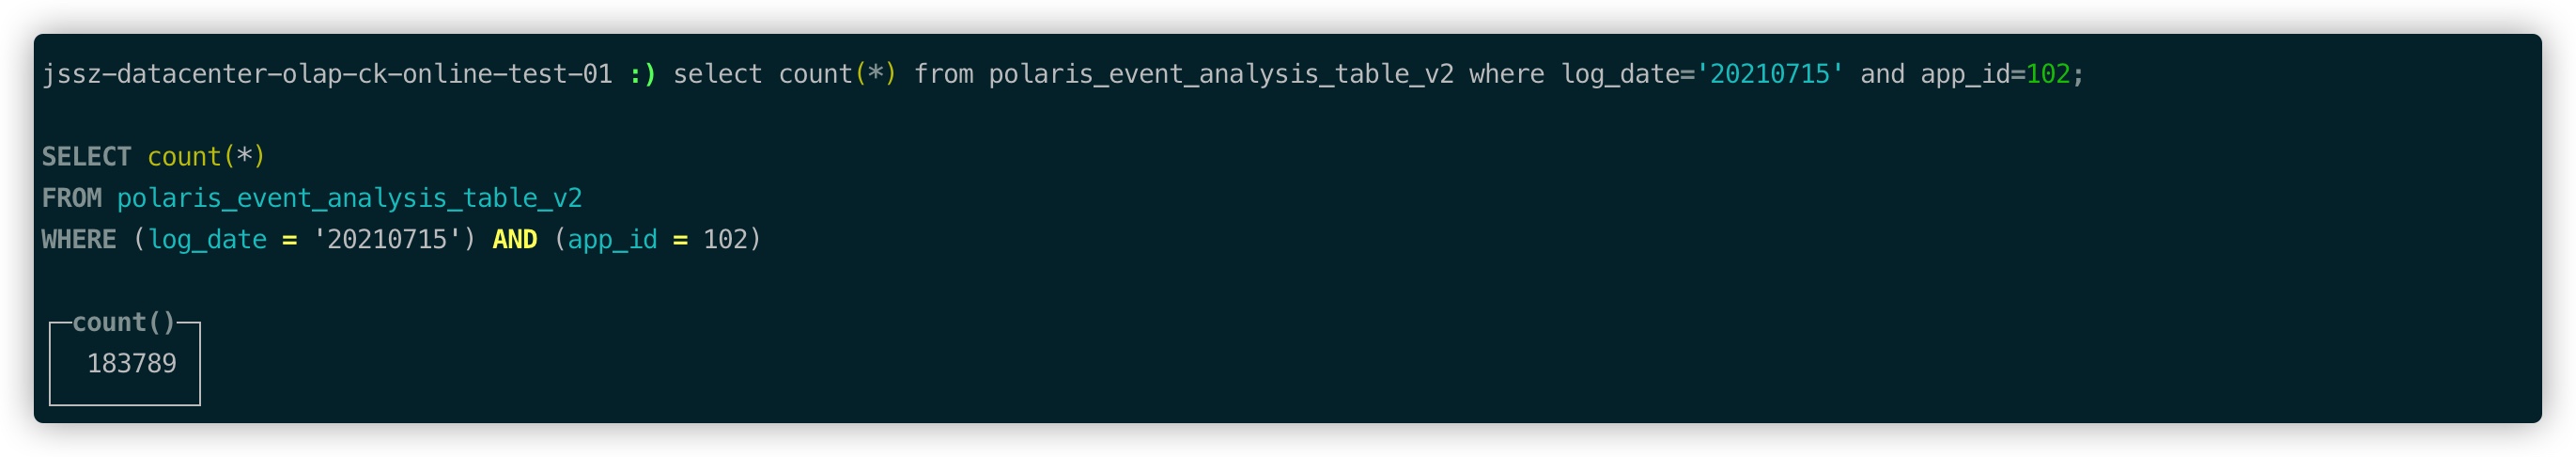 jssz-datacenter-olap-ck-online-test-01 :) select count(*) from polaris_event_analysis_table_v2 where log_date='20210715' and app_id=102;
SELECT count(*)
FROM polaris_event_analysis_table_v2
WHERE (log_date = '20210715') AND (app_id = 102)
count()
183789